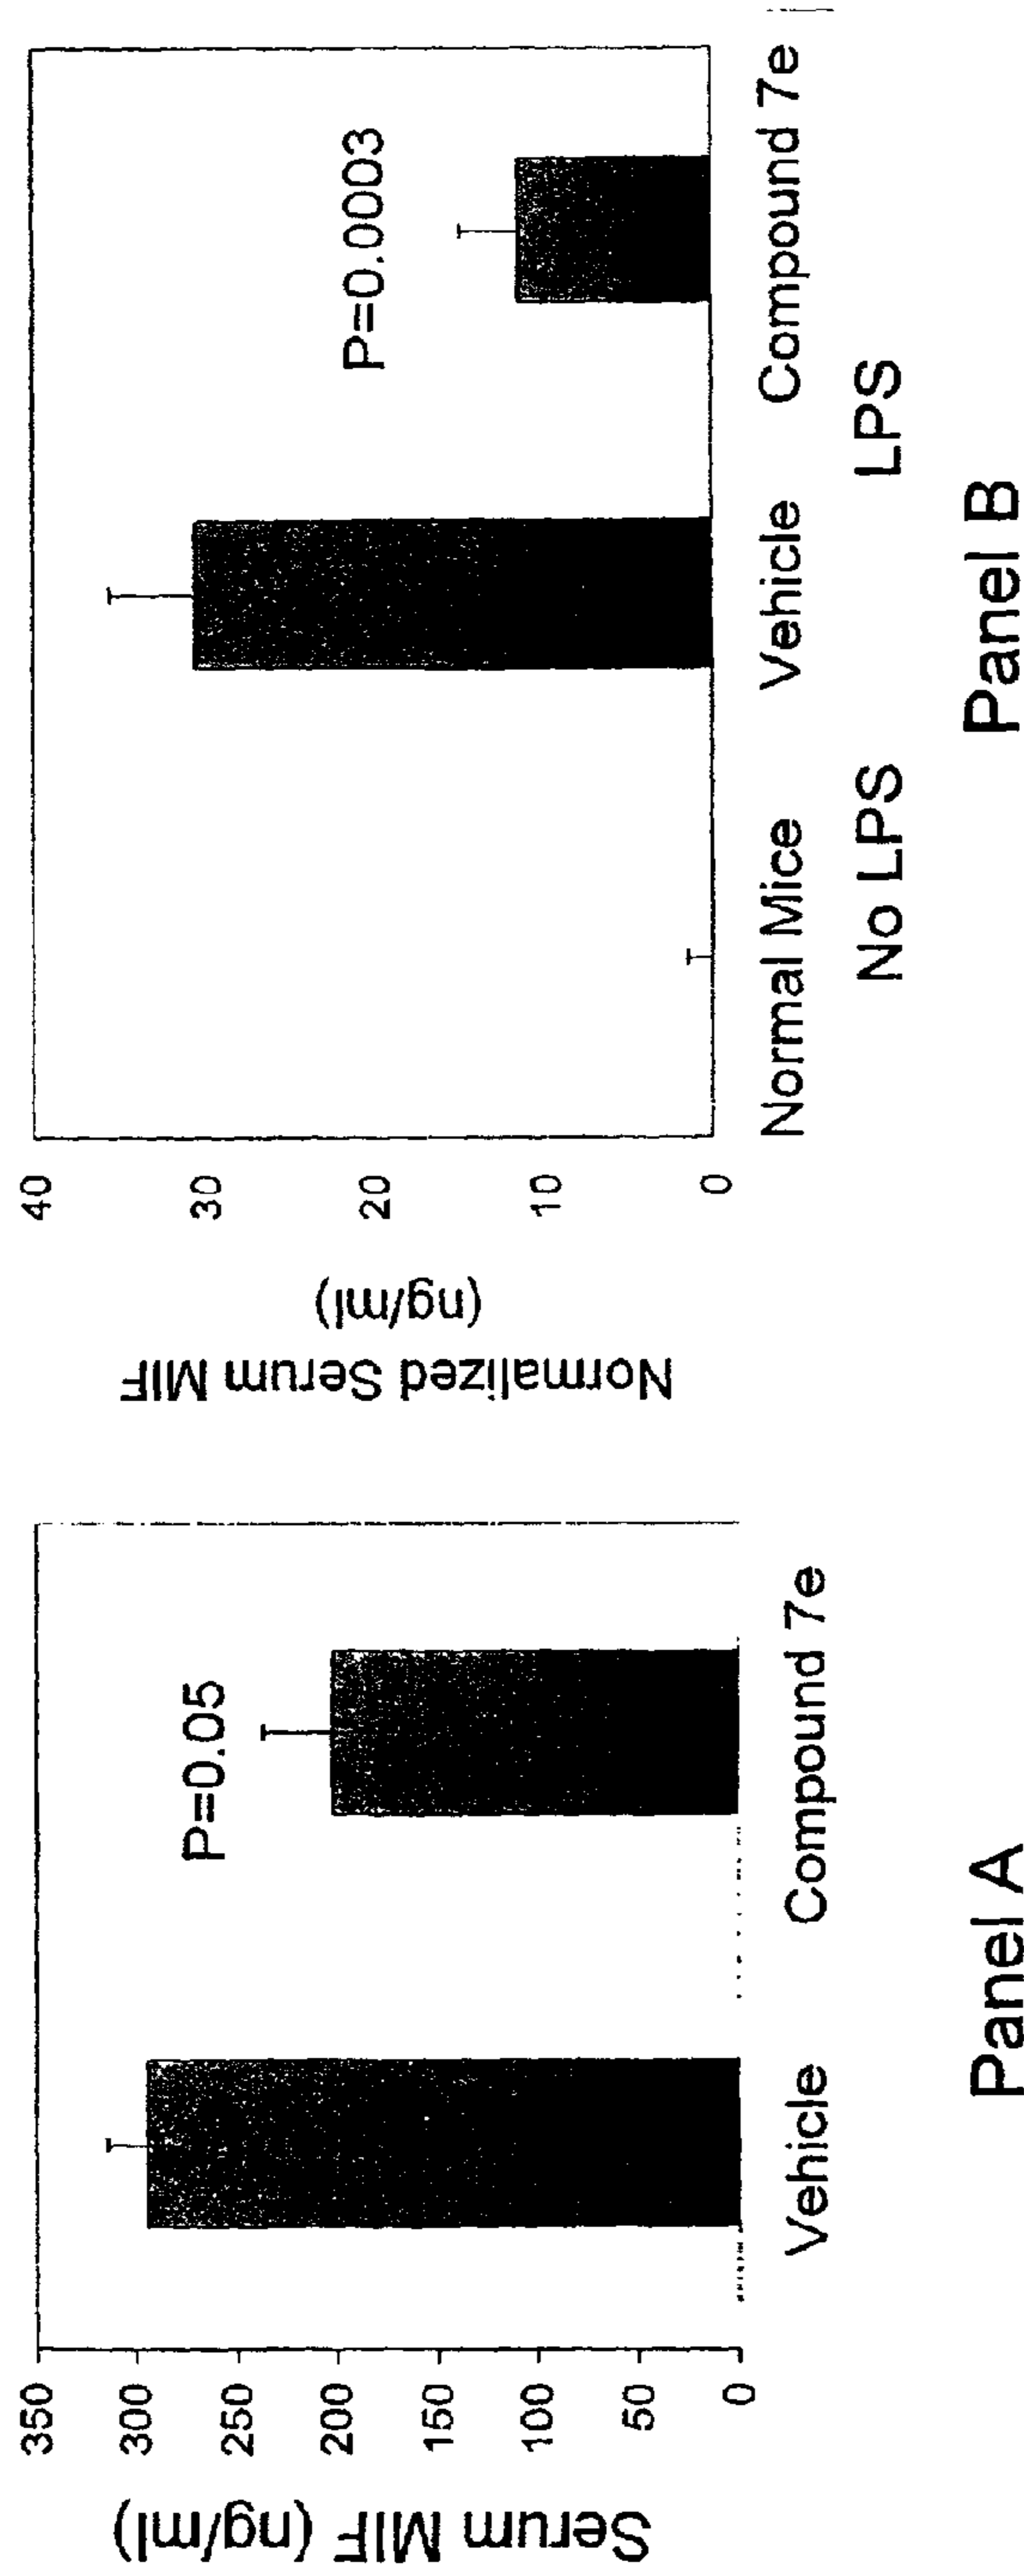 Serum MIF (ng/ml)
350
300
250
200
150
100
50
0
P=0.05
Vehicle
Compound 7e
Panel A
Normalized Serum MIF
(ng/ml)
40
30
20
10
0
P=0.0003
Normal Mice
Vehicle
Compound 7e
No LPS
LPS
Panel B